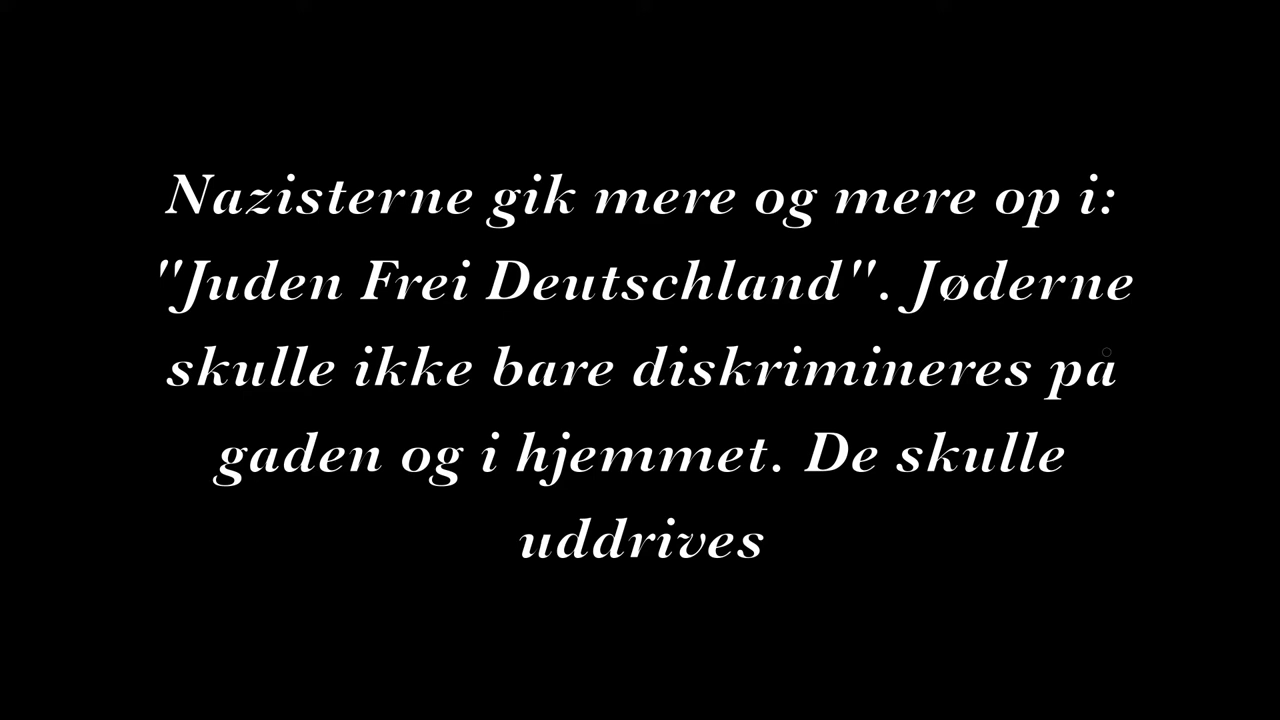 Nazisterne gik mere og mere op i:
"Juden Frei Deutschland". Jøderne
skulle ikke bare diskrimineres på
gaden og i hjemmet. De skulle
uddrives